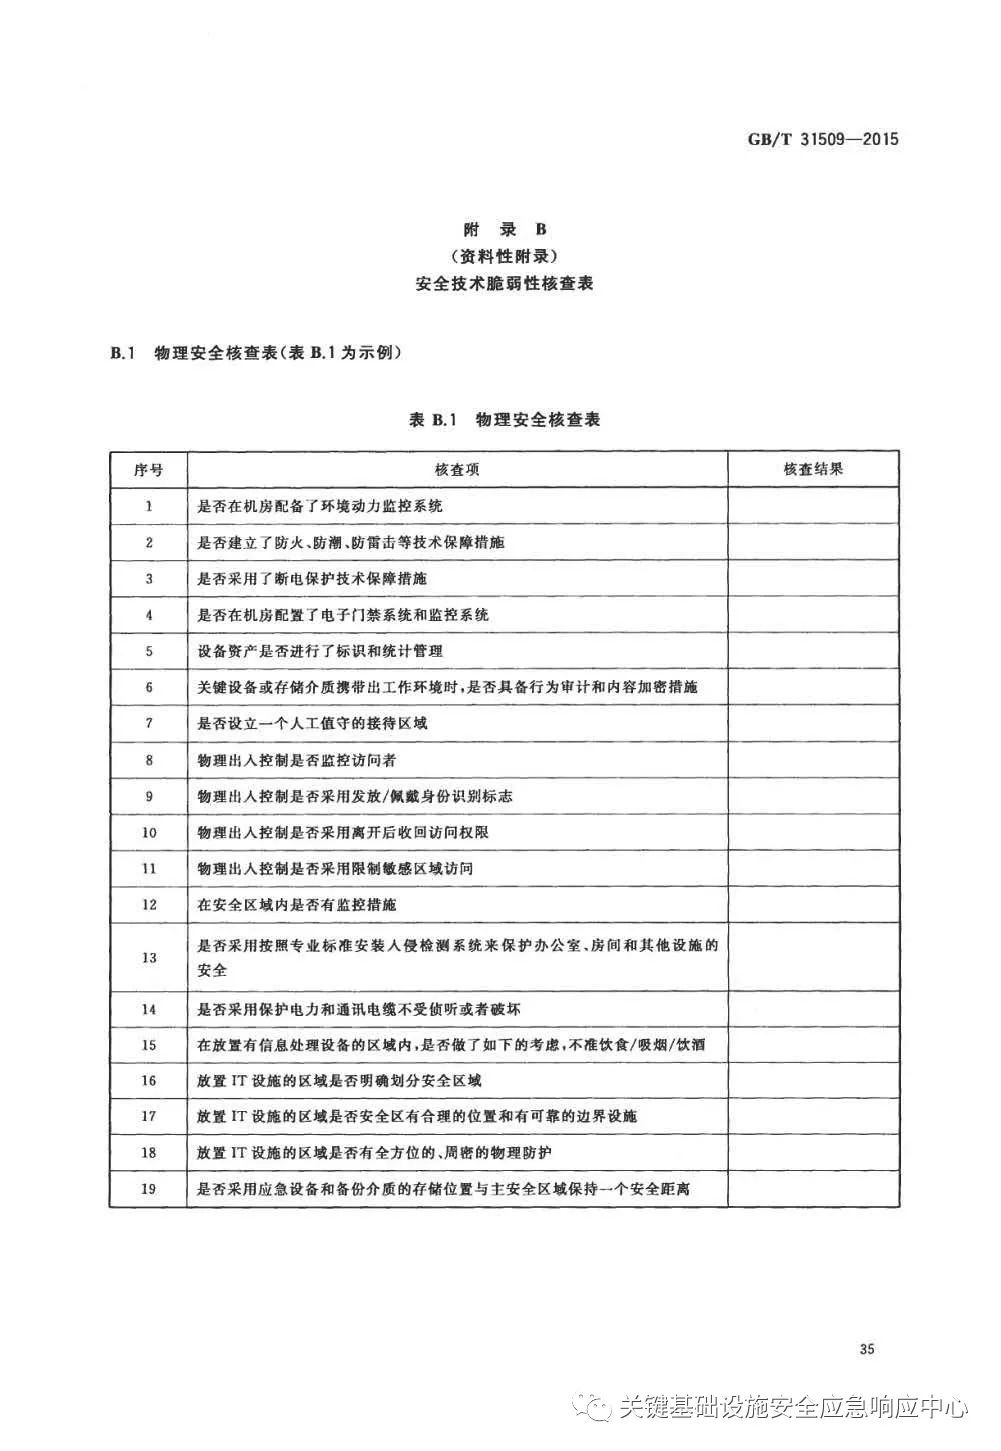 GB/T 31509—2015
附 录 B
(资料性附录)
安全技术脆弱性核查表
B.1 物理安全核查表(表 B.1为示例)
表 B.1 物理安全核查表
序号 核查项 核查结果
1 是否在机房配备了环境动力监控系统
2 是否建立了防火、防潮、防雷击等技术保障措施
3 是否采用了断电保护技术保障措施
4 是否在机房配置了电子门禁系统和监控系统
5 设备资产是否进行了标识和统计管理
6 关键设备或存储介质携带出工作环境时,是否具备行为审计和内容加密措施
7 是否设立一个人工值守的接待区域
8 物理出入控制是否监控访问者
9 物理出入控制是否采用发放/佩戴身份识别标志
10 物理出入控制是否采用离开后收回访问权限
11 物理出入控制是否采用限制敏感区域访问
12 在安全区域内是否有监控措施
13 是否采用按照专业标准安装入侵检测系统来保护办公室、房间和其他设施的
安全
14 是否采用保护电力和通讯电缆不受侦听或者破坏
15 在放置有信息处理设备的区域内,是否做了如下的考虑,不准饮食/吸烟/饮酒
16 放置 IT 设施的区域是否明确划分安全区域
17 放置 IT 设施的区域是否安全区有合理的位置和有可靠的边界设施
18 放置 IT 设施的区域是否有全方位的、周密的物理防护
19 是否采用应急设备和备份介质的存储位置与主安全区域保持一个安全距离
35
关键基础设施安全应急响应中心